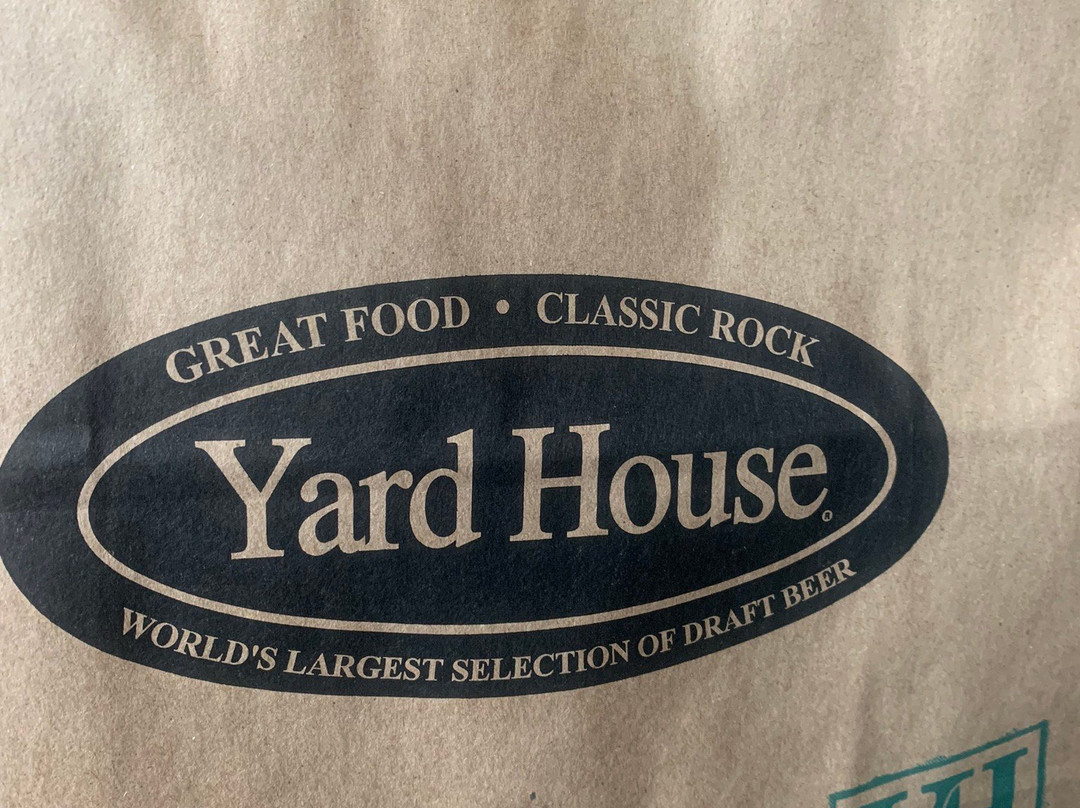 GREAT FOOD • CLASSIC ROCK
Yard House®
WORLD'S LARGEST SELECTION OF DRAFT BEER